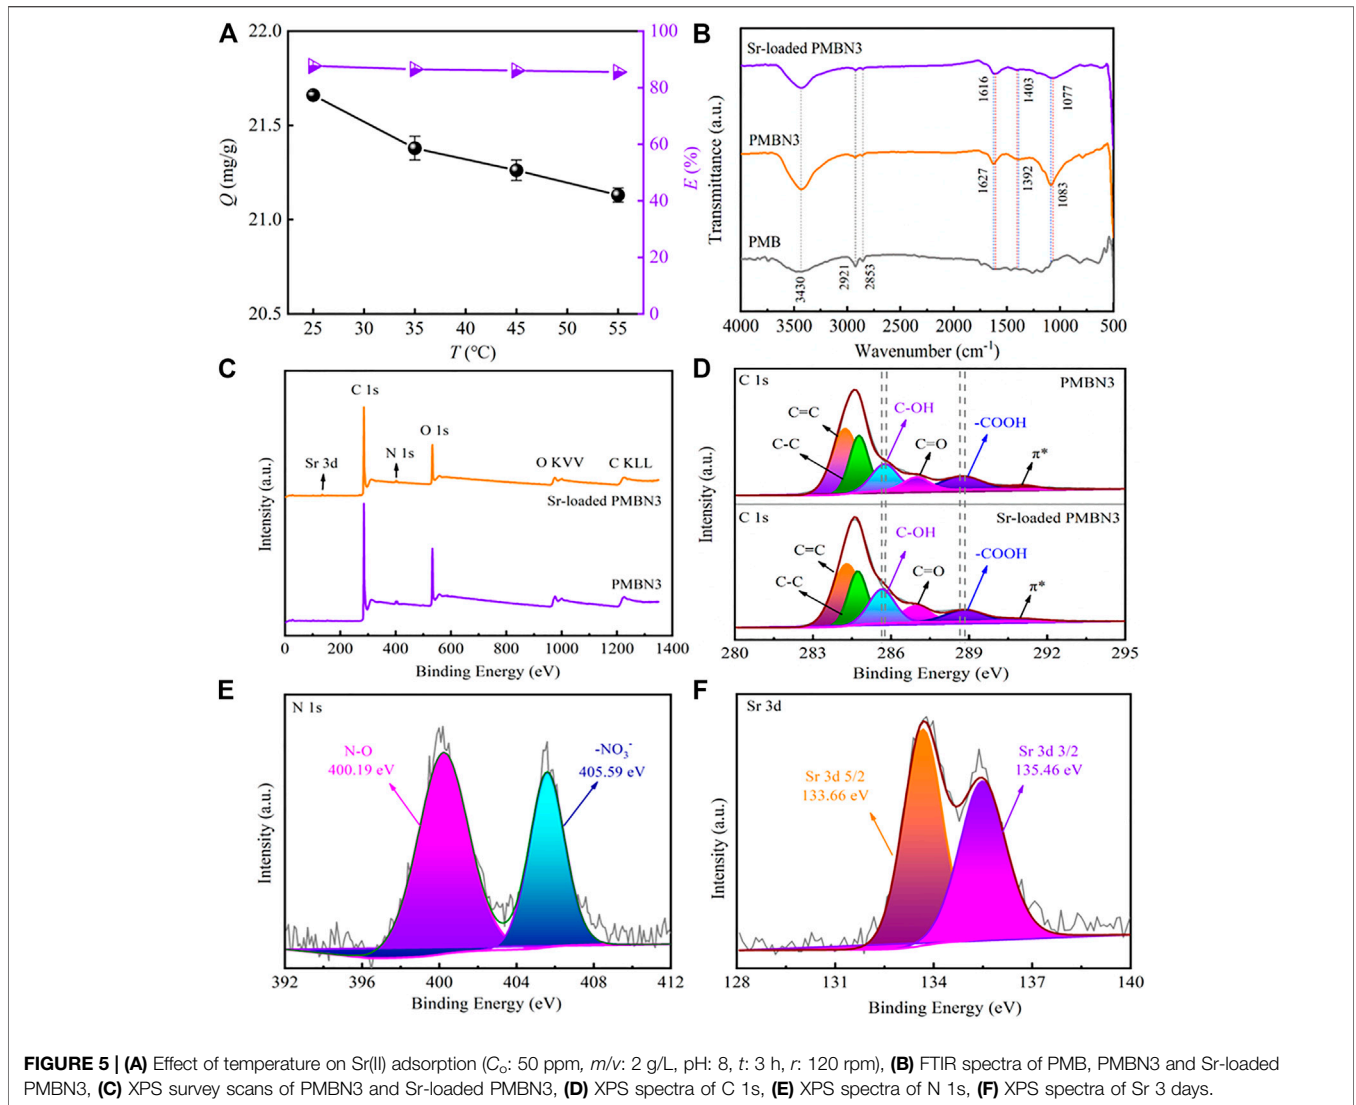 A
22.0
21.5
21.0
20.5
Q (mg/g)
100
80
60
40
20
0
E (%)
25 30 35 40 45 50 55
T (°C)
B
Sr-loaded PMBN3
PMBN3
PMB
1616
1403
1077
1627
1392
1083
3430
2921
2853
Transmittance (a.u.)
4000 3500 3000 2500 2000 1500 1000 500
Wavenumber (cm⁻¹)
C
C 1s
Sr 3d
N 1s
O 1s
O KVV
C KLL
Sr-loaded PMBN3
PMBN3
Intensity (a.u.)
0 200 400 600 800 1000 1200 1400
Binding Energy (eV)
D
C 1s
PMBN3
C=C
C-C
C-OH
C=O
-COOH
π*
C 1s
Sr-loaded PMBN3
C=C
C-C
C-OH
C=O
-COOH
π*
Intensity (a.u.)
280 283 286 289 292 295
Binding Energy (eV)
E
N 1s
N-O
400.19 eV
-NO₃⁻
405.59 eV
Intensity (a.u.)
392 396 400 404 408 412
Binding Energy (eV)
F
Sr 3d
Sr 3d 5/2
133.66 eV
Sr 3d 3/2
135.46 eV
Intensity (a.u.)
128 131 134 137 140
Binding Energy (eV)
FIGURE 5 | (A) Effect of temperature on Sr(II) adsorption (Cₒ: 50 ppm, m/v: 2 g/L, pH: 8, t: 3 h, r: 120 rpm), (B) FTIR spectra of PMB, PMBN3 and Sr-loaded
PMBN3, (C) XPS survey scans of PMBN3 and Sr-loaded PMBN3, (D) XPS spectra of C 1s, (E) XPS spectra of N 1s, (F) XPS spectra of Sr 3 days.